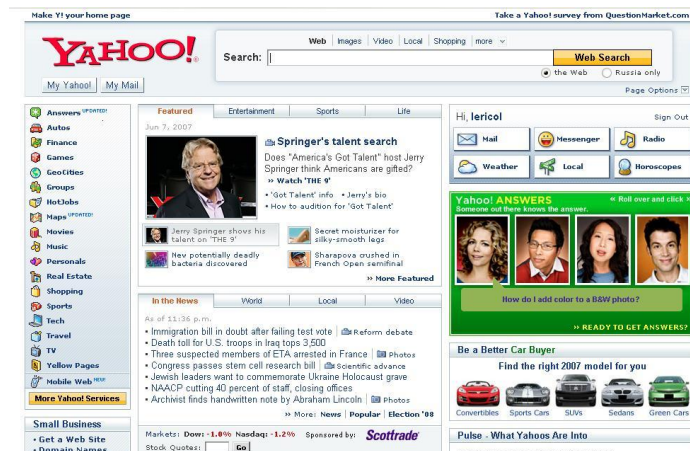 Make Y! your home page
Take a Yahoo! survey from QuestionMarket.com
YAHOO!
Web | Images | Video | Local | Shopping | more
Search:
Web Search
the Web Russia only
My Yahoo! My Mail
Page Options
Answers UPDATED!
Autos
Finance
Games
GeoCities
Groups
HotJobs
Maps UPDATED!
Movies
Music
Personals
Real Estate
Shopping
Sports
Tech
Travel
TV
Yellow Pages
Mobile Web NEW!
More Yahoo! Services
Small Business
• Get a Web Site
• Domain Names
Featured Entertainment Sports Life
Jun 7, 2007
Springer's talent search
Does "America's Got Talent" host Jerry
Springer think Americans are gifted?
» Watch 'THE 9'
• 'Got Talent' info • Jerry's bio
• How to audition for 'Got Talent'
Jerry Springer shows his
talent on 'THE 9'
Secret moisturizer for
silky-smooth legs
New potentially deadly
bacteria discovered
Sharapova crushed in
French Open semifinal
» More Featured
In the News World Local Video
As of 11:36 p.m.
• Immigration bill in doubt after failing test vote | Reform debate
• Death toll for U.S. troops in Iraq tops 3,500
• Three suspected members of ETA arrested in France | Photos
• Congress passes stem cell research bill | Scientific advance
• Jewish leaders want to commemorate Ukraine Holocaust grave
• NAACP cutting 40 percent of staff, closing offices
• Archivist finds handwritten note by Abraham Lincoln | Photos
» More: News | Popular | Election '08
Markets: Dow: -1.0% Nasdaq: -1.2% Sponsored by: Scottrade
Stock Quotes: Go
Hi, lericol
Sign Out
Mail Messenger Radio
Weather Local Horoscopes
Yahoo! ANSWERS « Roll over and click »
Someone out there knows the answer.
How do I add color to a B&W photo?
» READY TO GET ANSWERS?
Be a Better Car Buyer
Find the right 2007 model for you
Convertibles Sports Cars SUVs Sedans Green Cars
Pulse - What Yahoos Are Into